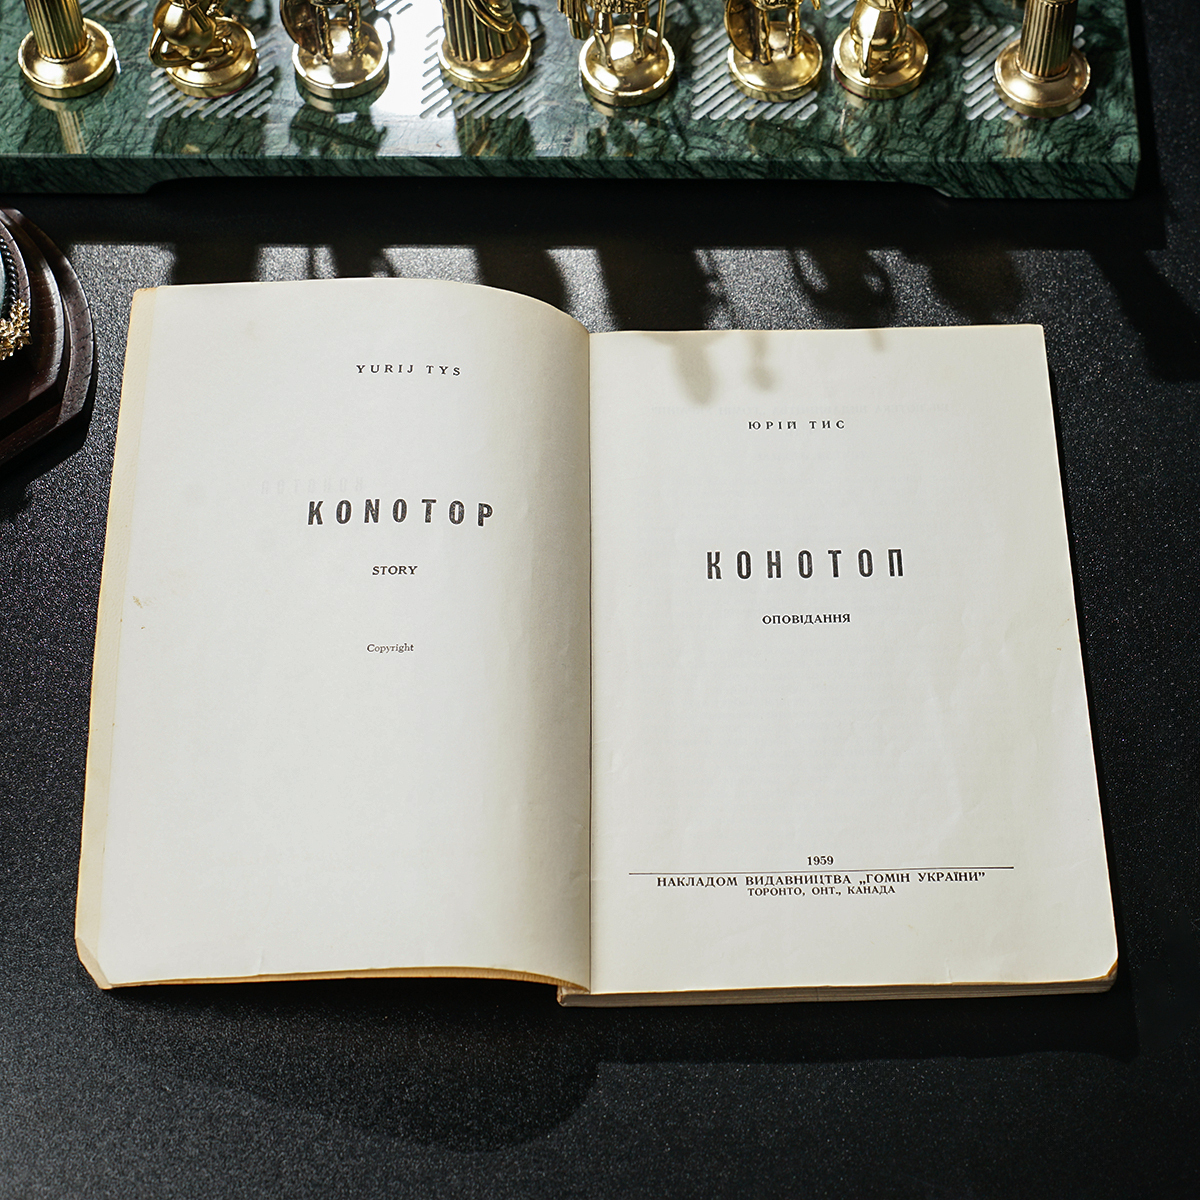 YURIJ TYS
KONOTOP
STORY
Copyright
ЮРІЙ ТИС
КОНОТОП
ОПОВІДАННЯ
1959
НАКЛАДОМ ВИДАВНИЦТВА „ГОМІН УКРАЇНИ”
ТОРОНТО, ОНТ., КАНАДА